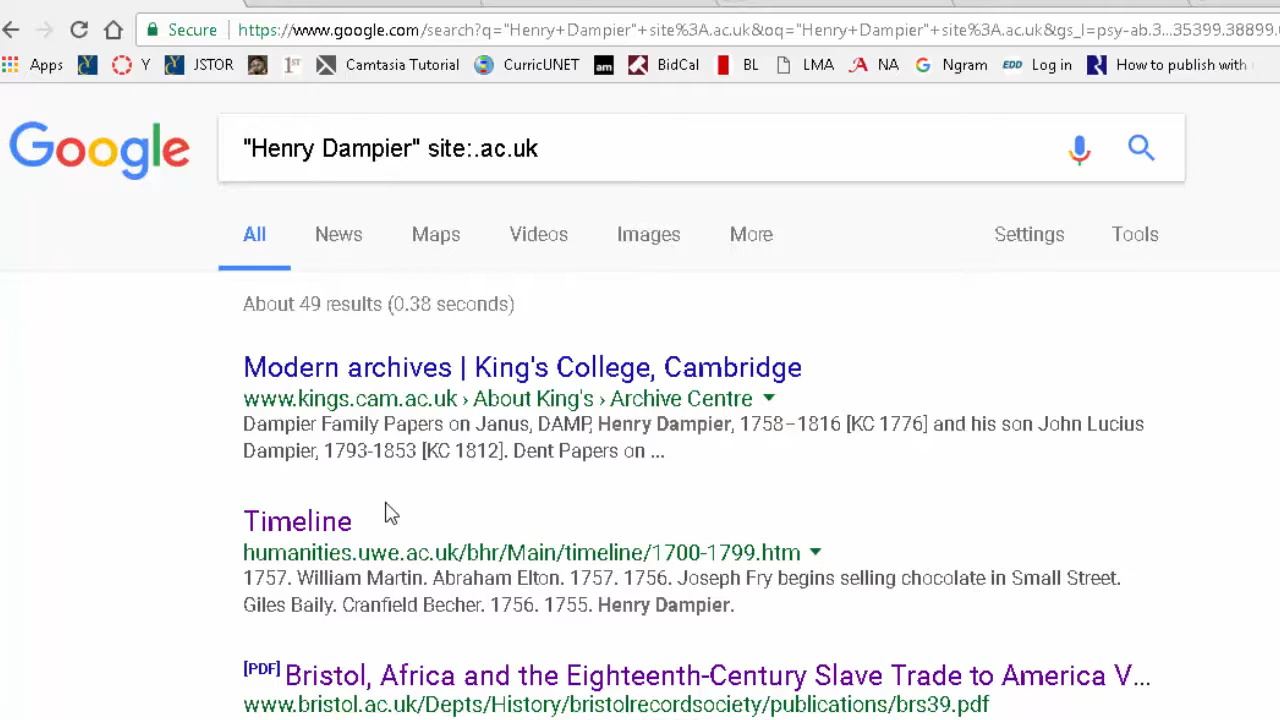 Secure https://www.google.com/search?q="Henry+Dampier"+site%3A.ac.uk&oq="Henry+Dampier"+site%3A.ac.uk&gs_l=psy-ab.3...35399.38899.
Apps Y JSTOR 1ST Camtasia Tutorial CurricUNET am BidCal BL LMA A NA Ngram EDD Log in How to publish with
Google "Henry Dampier" site:.ac.uk
All News Maps Videos Images More Settings Tools
About 49 results (0.38 seconds)
Modern archives | King's College, Cambridge
www.kings.cam.ac.uk › About King's › Archive Centre
Dampier Family Papers on Janus, DAMP, Henry Dampier, 1758–1816 [KC 1776] and his son John Lucius
Dampier, 1793-1853 [KC 1812]. Dent Papers on ...
Timeline
humanities.uwe.ac.uk/bhr/Main/timeline/1700-1799.htm
1757. William Martin. Abraham Elton. 1757. 1756. Joseph Fry begins selling chocolate in Small Street.
Giles Baily. Cranfield Becher. 1756. 1755. Henry Dampier.
[PDF] Bristol, Africa and the Eighteenth-Century Slave Trade to America V...
www.bristol.ac.uk/Depts/History/bristolrecordsociety/publications/brs39.pdf